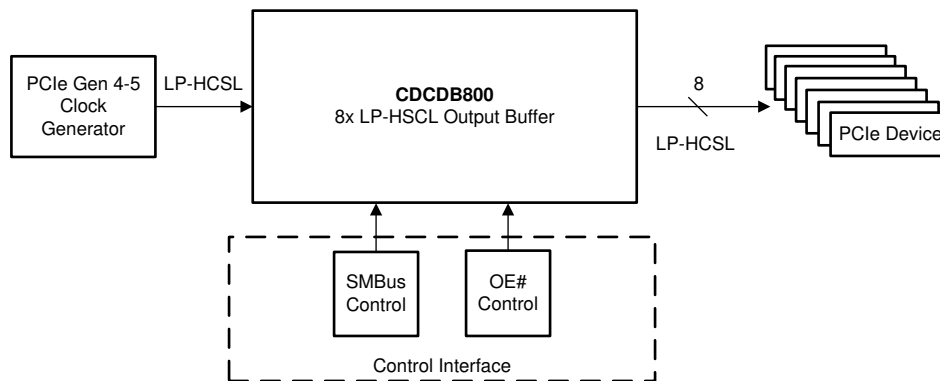 PCIe Gen 4-5
Clock
Generator
LP-HCSL
CDCDB800
8x LP-HSCL Output Buffer
8
LP-HCSL
PCIe Device
SMBus
Control
OE#
Control
Control Interface